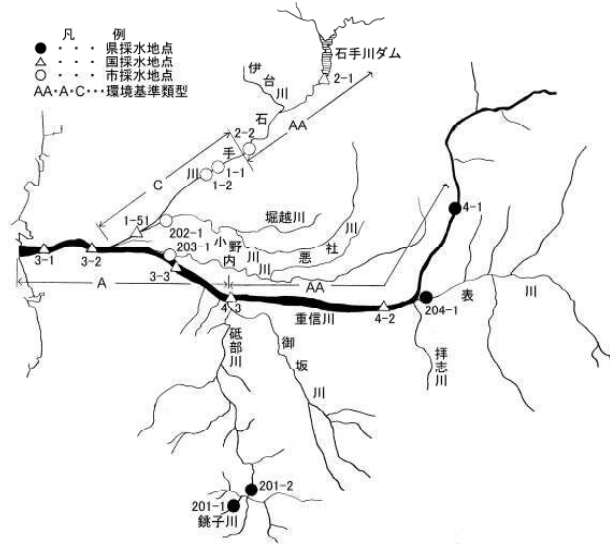 凡 例
● ・・・県採水地点
△ ・・・国採水地点
○ ・・・市採水地点
AA・A・C・・・環境基準類型
石手川ダム
2-1
伊台川
AA
石手川
2-2
1-1
1-2
C
1-51
202-1
堀越川
小野川
悪社川
203-1
内川
3-1
3-2
3-3
A
AA
4-1
4-3
重信川
4-2
204-1
表川
拝志川
砥部川
御坂川
201-2
201-1
銚子川